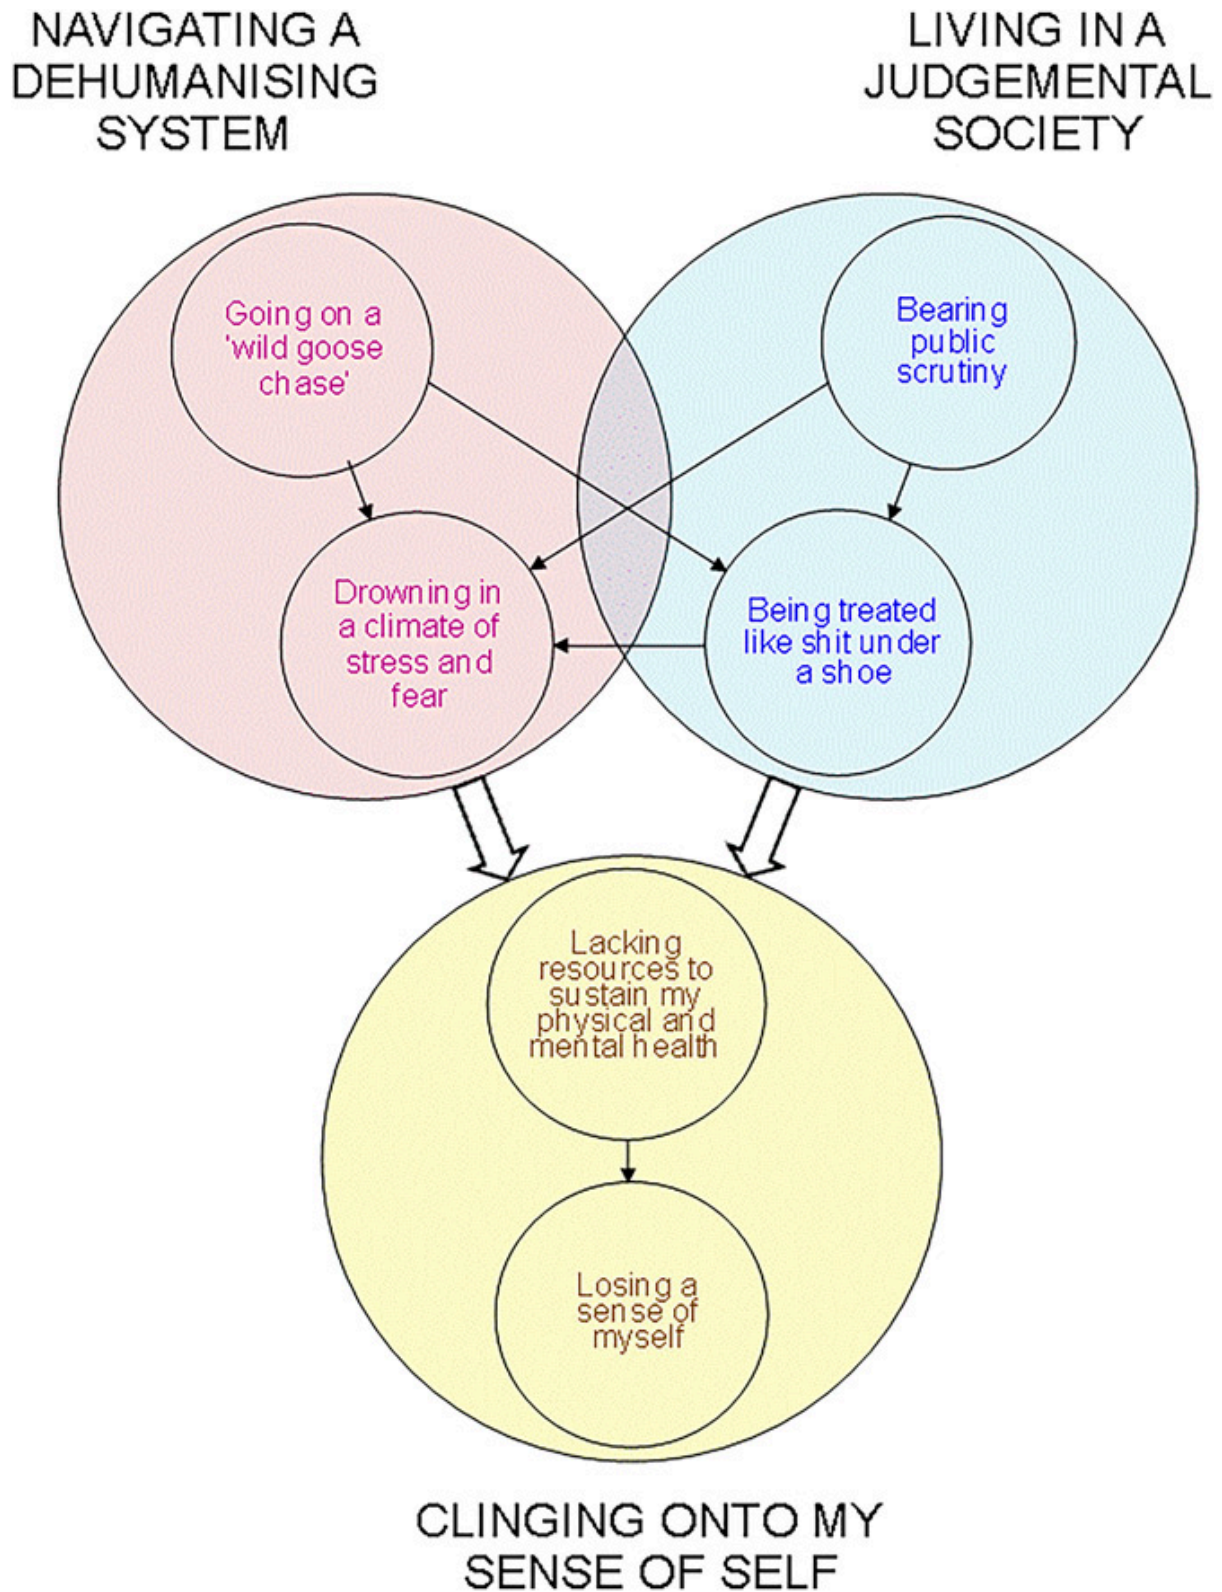 NAVIGATING A
DEHUMANISING
SYSTEM
LIVING IN A
JUDGEMENTAL
SOCIETY
Going on a
'wild goose
chase'
Bearing
public
scrutiny
Drowning in
a climate of
stress and
fear
Being treated
like shit under
a shoe
Lacking
resources to
sustain my
physical and
mental health
Losing a
sense of
myself
CLINGING ONTO MY
SENSE OF SELF